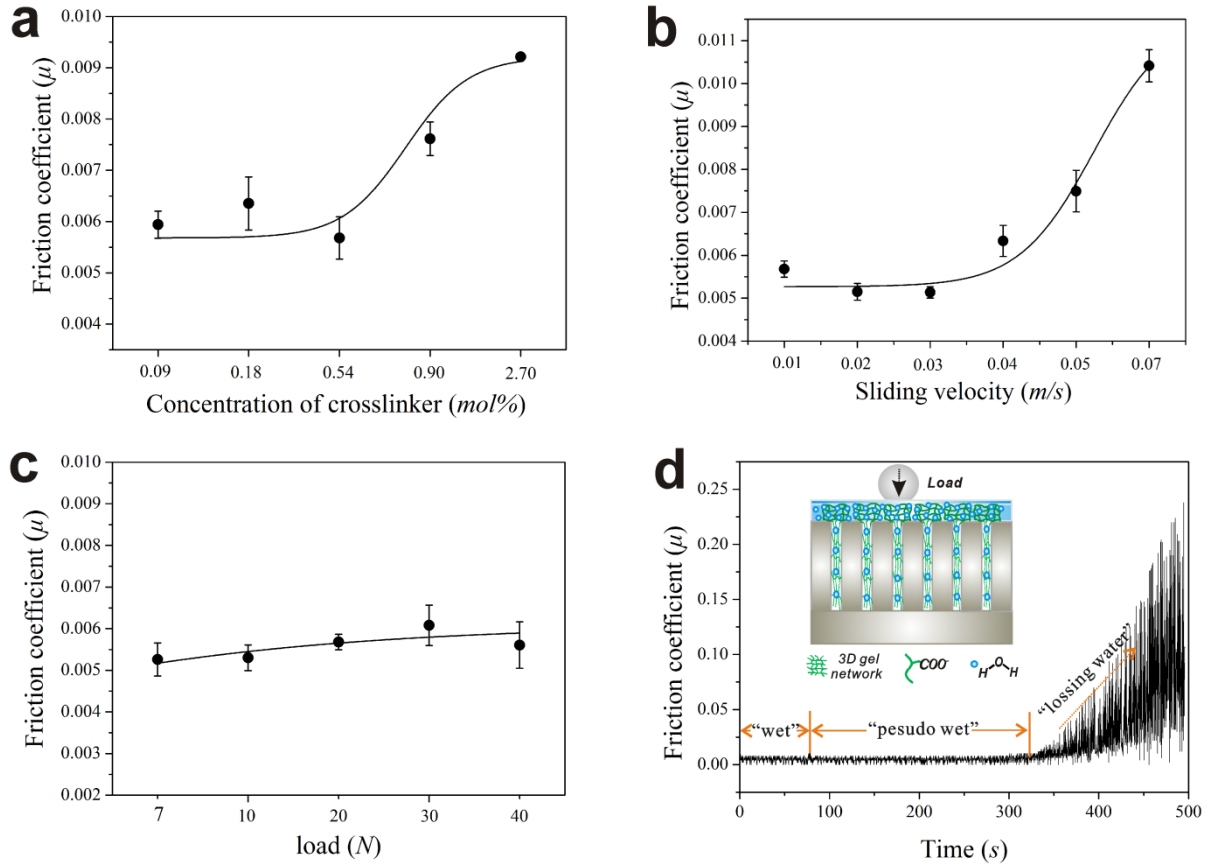 a
Friction coefficient (μ)
0.010
0.009
0.008
0.007
0.006
0.005
0.004
0.09 0.18 0.54 0.90 2.70
Concentration of crosslinker (mol%)
b
Friction coefficient (μ)
0.011
0.010
0.009
0.008
0.007
0.006
0.005
0.004
0.01 0.02 0.03 0.04 0.05 0.07
Sliding velocity (m/s)
c
Friction coefficient (μ)
0.010
0.009
0.008
0.007
0.006
0.005
0.004
0.003
0.002
7 10 20 30 40
load (N)
d
Friction coefficient (μ)
0.25
0.20
0.15
0.10
0.05
0.00
Load
3D gel
network
COO-
H O H
"wet"
"pesudo wet"
"lossing water"
0 100 200 300 400 500
Time (s)